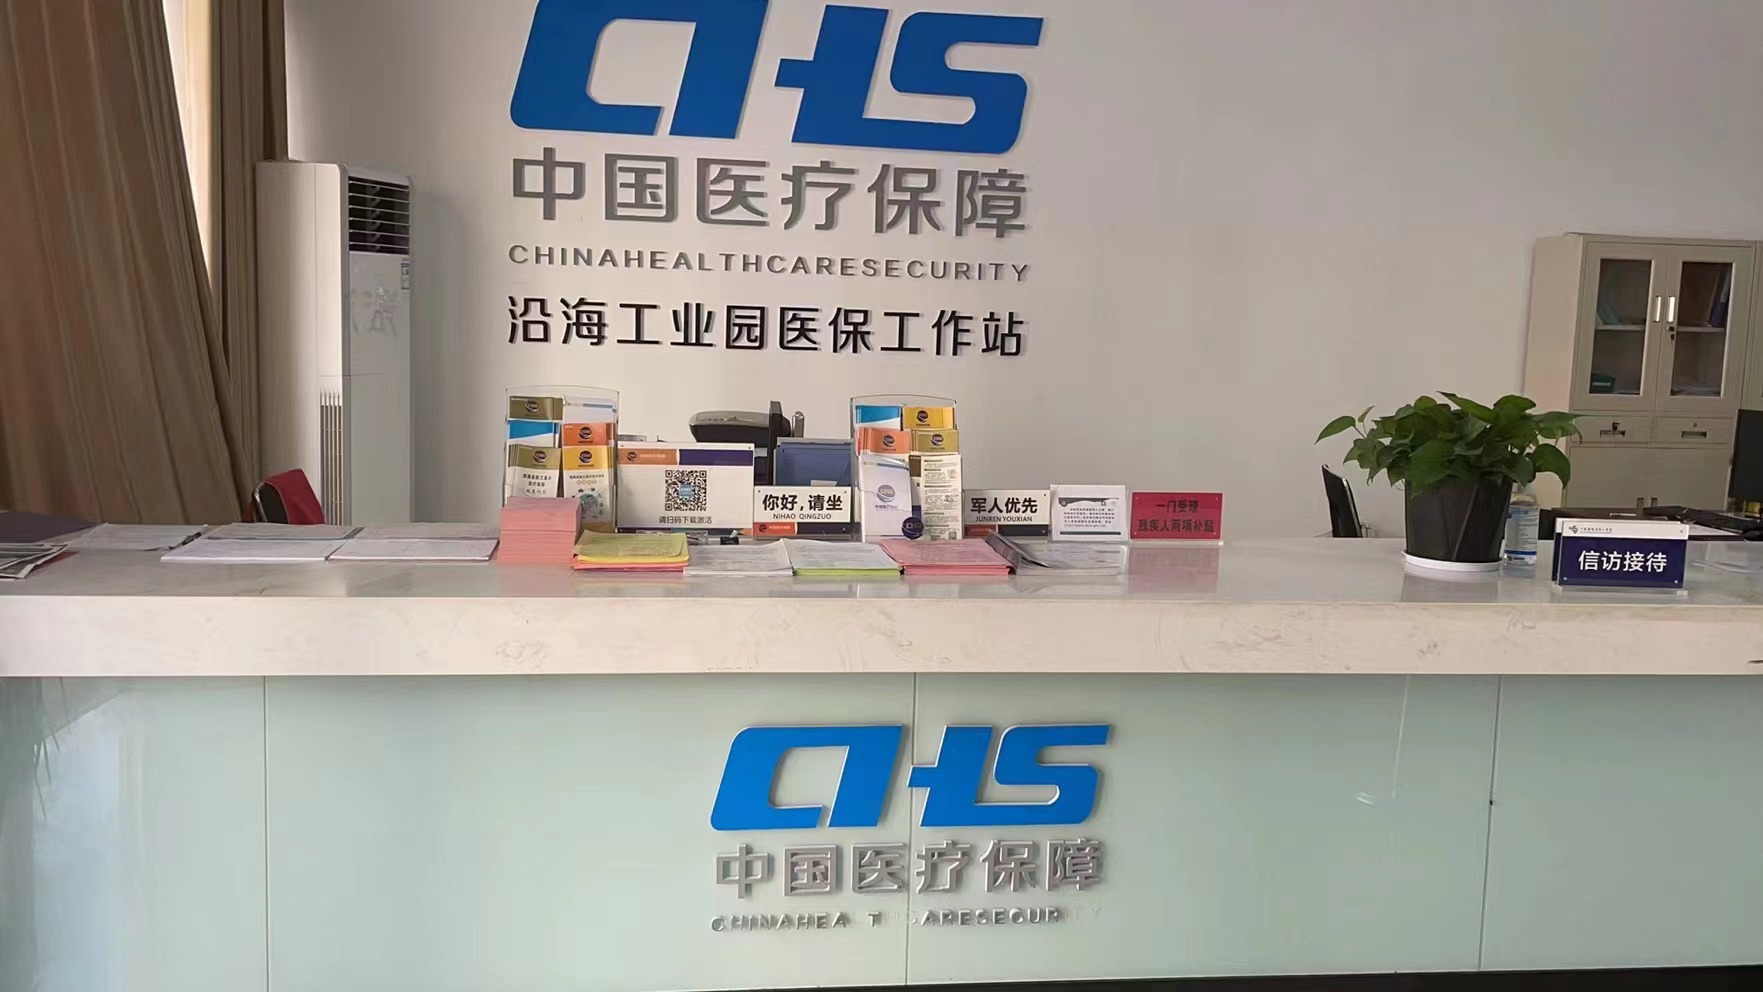 CHS
中国医疗保障
CHINAHEALTHCARESECURITY
沿海工业园医保工作站
请扫码下载激活
你好，请坐
NIHAO QINGZUO
军人优先
JUNREN YOUXIAN
一门受理
残疾人两项补贴
信访接待
CHS
中国医疗保障
CHINAHEA T CARESECUR